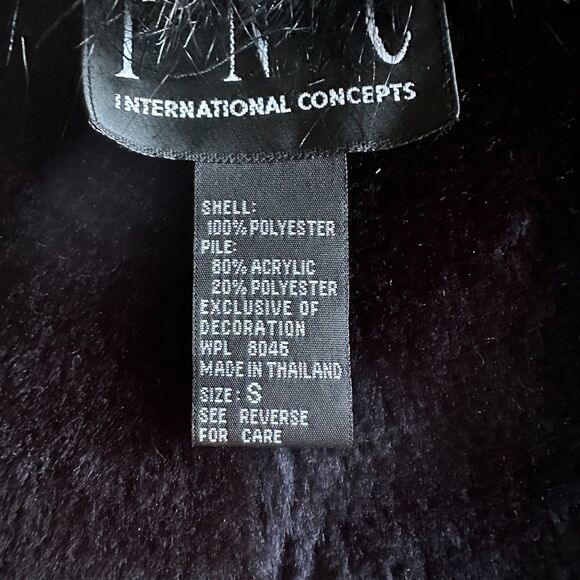 I N C
INTERNATIONAL CONCEPTS
SHELL:
100% POLYESTER
PILE:
80% ACRYLIC
20% POLYESTER
EXCLUSIVE OF
DECORATION
WPL 8046
MADE IN THAILAND
SIZE: S
SEE REVERSE
FOR CARE